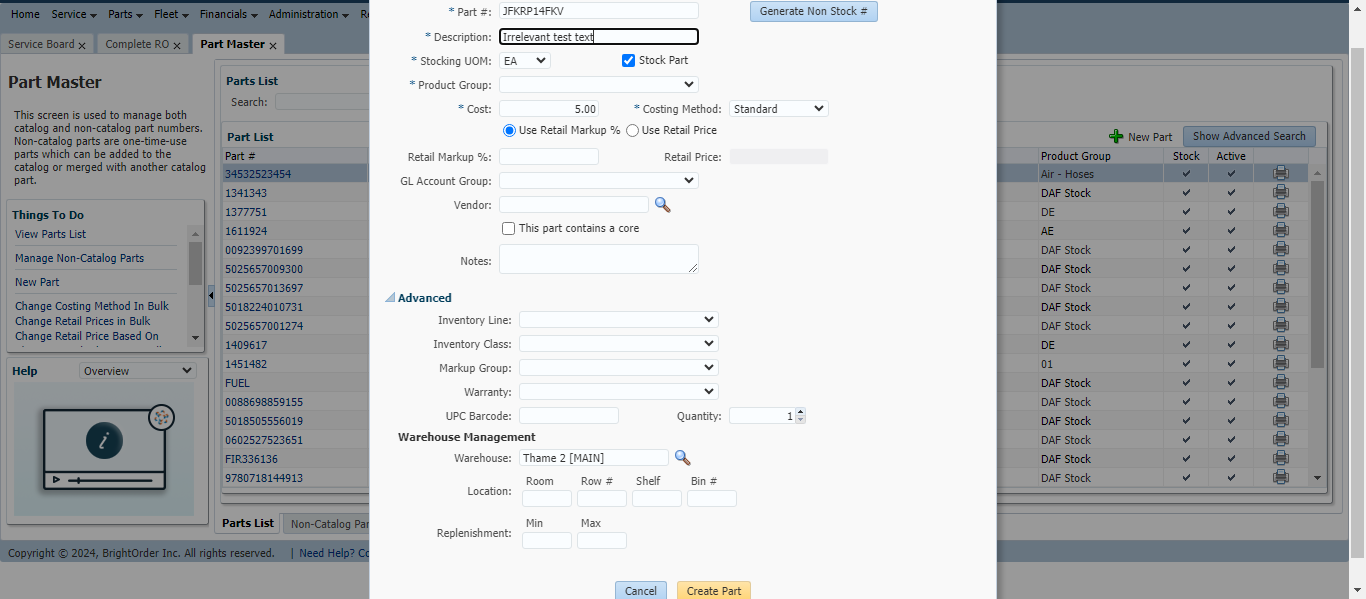 Home Service Parts Fleet Financials Administration Re
Service Board x Complete RO x Part Master x
Part Master
This screen is used to manage both
catalog and non-catalog part numbers.
Non-catalog parts are one-time-use
parts which can be added to the
catalog or merged with another catalog
part.
Things To Do
View Parts List
Manage Non-Catalog Parts
New Part
Change Costing Method In Bulk
Change Retail Prices in Bulk
Change Retail Price Based On
Help Overview
Parts List
Search:
Part List
Part #
34532523454
1341343
1377751
1611924
0092399701699
5025657009300
5025657013697
5018224010731
5025657001274
1409617
1451482
FUEL
0088698859155
5018505556019
0602527523651
FIR336136
9780718144913
Parts List Non-Catalog Par
* Part #: JFKRP14FKV Generate Non Stock #
* Description: Irrelevant test text
* Stocking UOM: EA Stock Part
* Product Group:
* Cost: 5.00 * Costing Method: Standard
Use Retail Markup % Use Retail Price
Retail Markup %: Retail Price:
GL Account Group:
Vendor:
This part contains a core
Notes:
Advanced
Inventory Line:
Inventory Class:
Markup Group:
Warranty:
UPC Barcode: Quantity: 1
Warehouse Management
Warehouse: Thame 2 [MAIN]
Room Row # Shelf Bin #
Location:
Min Max
Replenishment:
Cancel Create Part
New Part Show Advanced Search
Product Group Stock Active
Air - Hoses
DAF Stock
DE
AE
DAF Stock
DAF Stock
DAF Stock
DAF Stock
DAF Stock
DE
01
DAF Stock
DAF Stock
DAF Stock
DAF Stock
DAF Stock
DAF Stock
Copyright © 2024, BrightOrder Inc. All rights reserved. | Need Help? Co